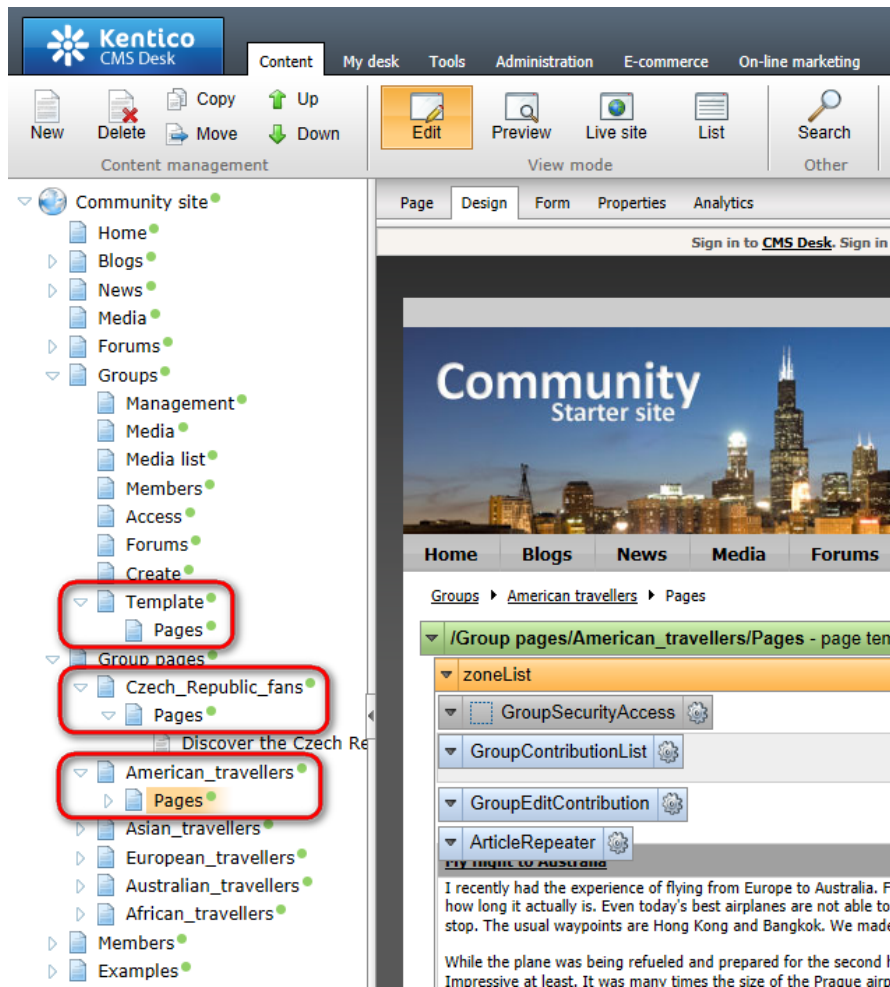 Kentico
CMS Desk
Content My desk Tools Administration E-commerce On-line marketing
New Delete Copy Move Up Down Edit Preview Live site List Search
Content management View mode Other
Community site
Home
Blogs
News
Media
Forums
Groups
Management
Media
Media list
Members
Access
Forums
Create
Template
Pages
Group pages
Czech_Republic_fans
Pages
Discover the Czech Re
American_travellers
Pages
Asian_travellers
European_travellers
Australian_travellers
African_travellers
Members
Examples
Page Design Form Properties Analytics
Sign in to CMS Desk. Sign in
Community
Starter site
Home Blogs News Media Forums
Groups American travellers Pages
/Group pages/American_travellers/Pages - page tem
zoneList
GroupSecurityAccess
GroupContributionList
GroupEditContribution
ArticleRepeater
My flight to Australia
I recently had the experience of flying from Europe to Australia. F
how long it actually is. Even today's best airplanes are not able to
stop. The usual waypoints are Hong Kong and Bangkok. We made
While the plane was being refueled and prepared for the second h
Impressive at least. It was many times the size of the Prague airp